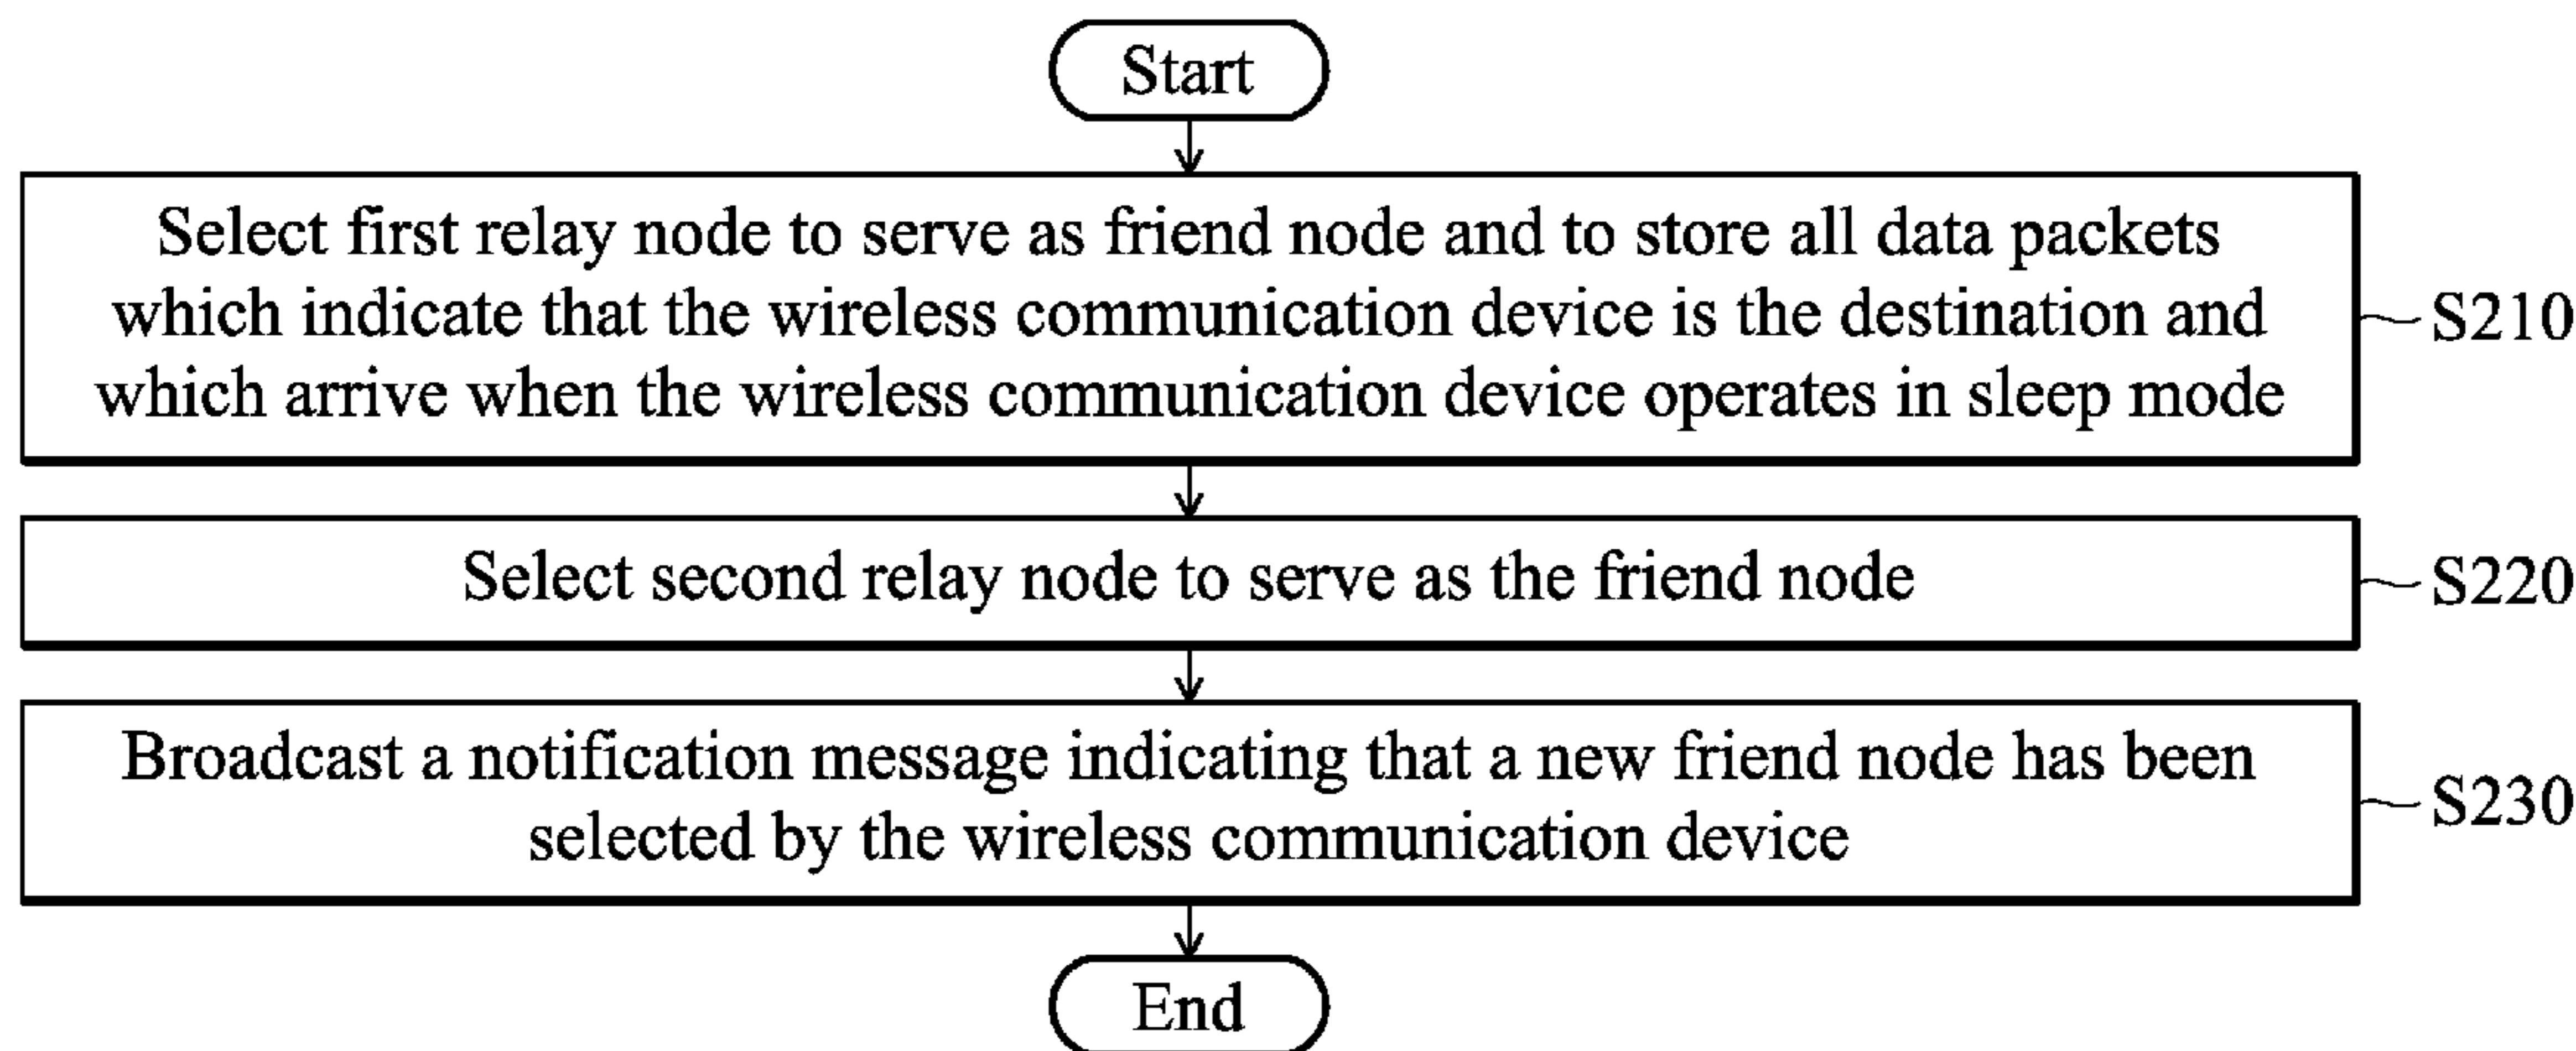 Start
Select first relay node to serve as friend node and to store all data packets
which indicate that the wireless communication device is the destination and
which arrive when the wireless communication device operates in sleep mode
S210
Select second relay node to serve as the friend node
S220
Broadcast a notification message indicating that a new friend node has been
selected by the wireless communication device
S230
End